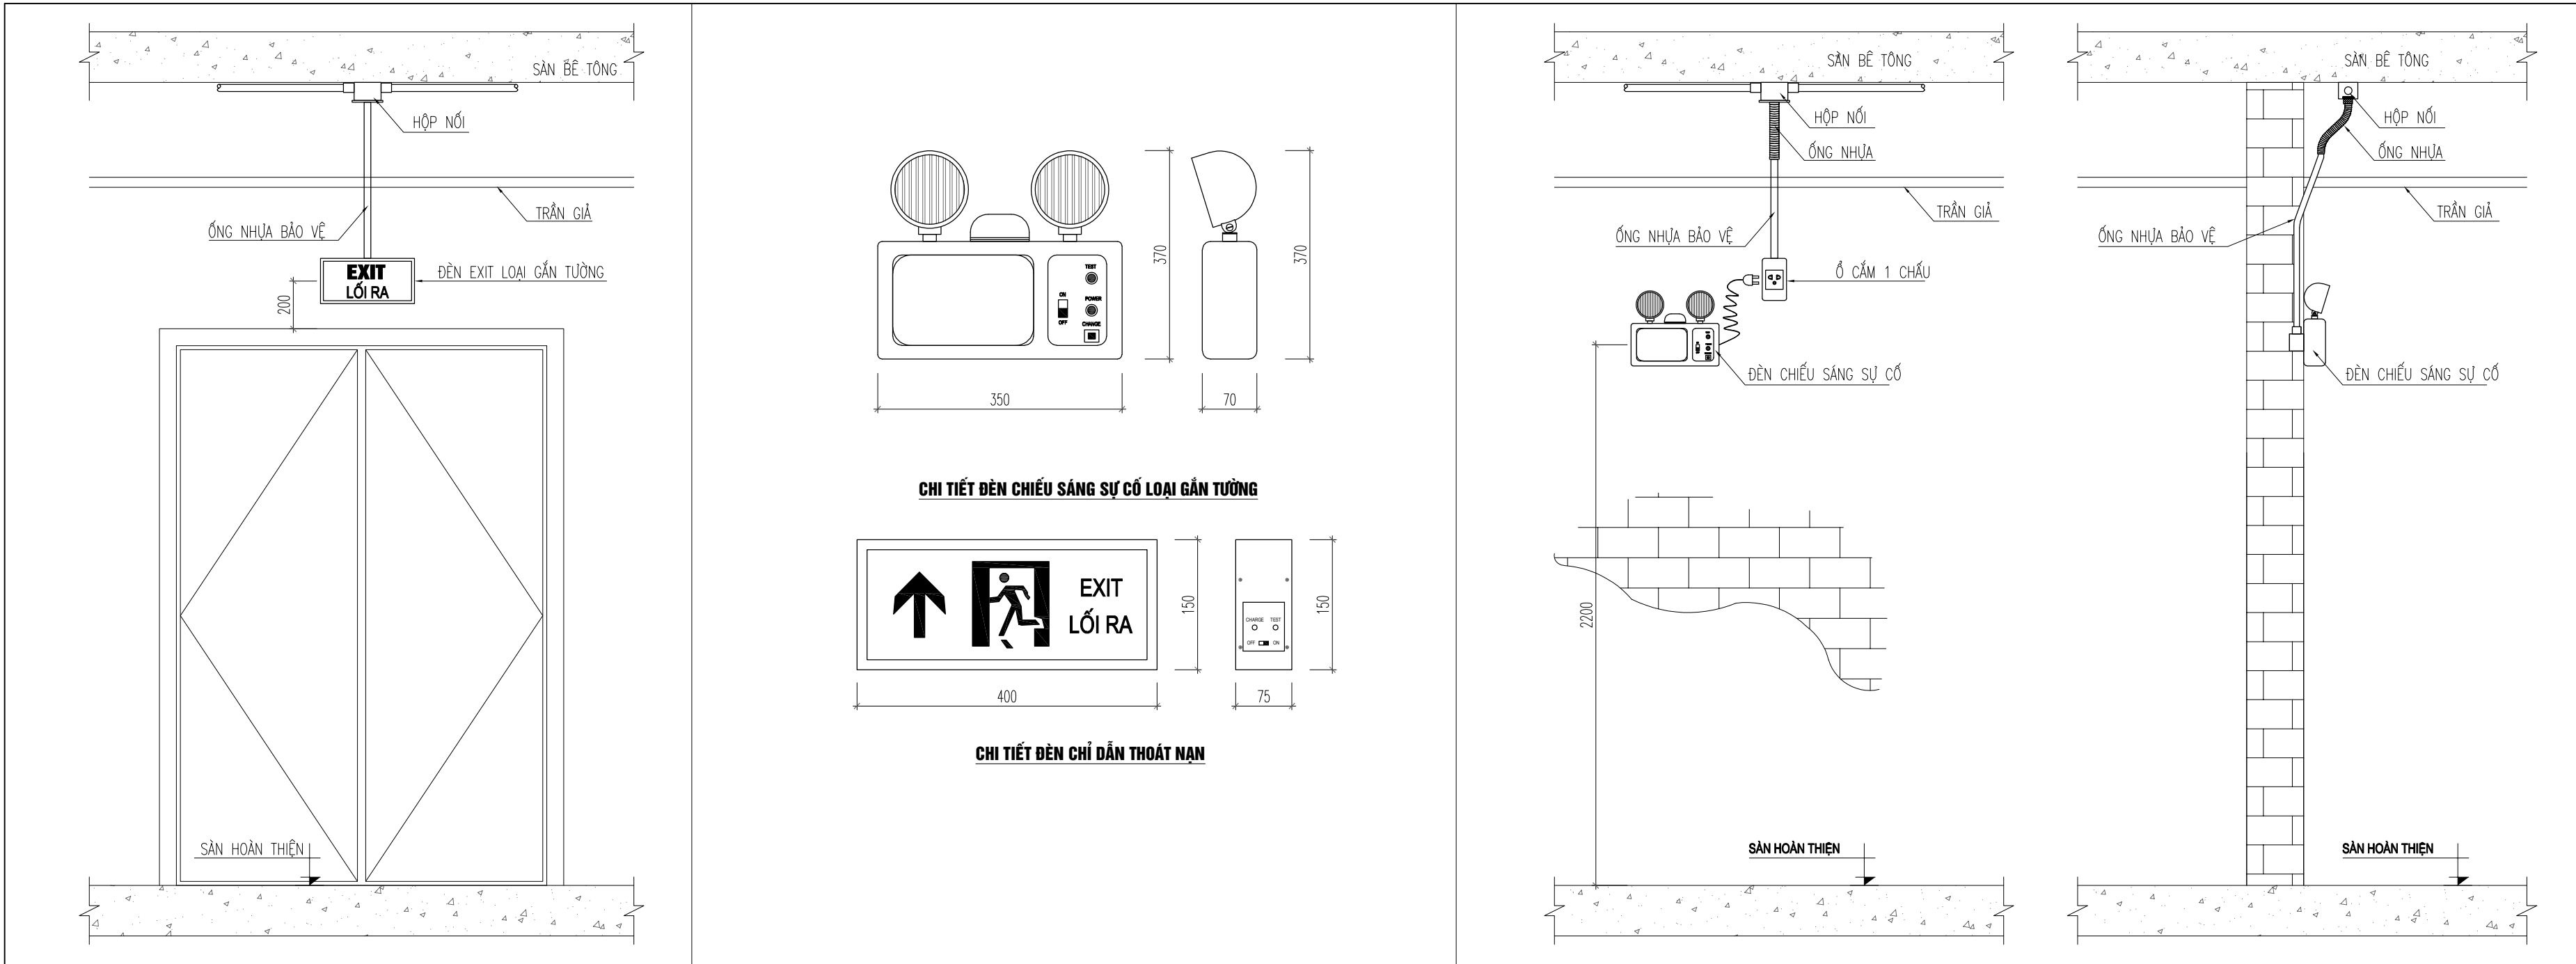 SÀN BÊ TÔNG
HỘP NỐI
TRẦN GIẢ
ỐNG NHỰA BẢO VỆ
EXIT
LỐI RA
ĐÈN EXIT LOẠI GẮN TƯỜNG
200
SÀN HOÀN THIỆN
TEST
ON
POWER
OFF
CHANGE
370
370
350
70
CHI TIẾT ĐÈN CHIẾU SÁNG SỰ CỐ LOẠI GẮN TƯỜNG
EXIT
LỐI RA
150
CHARGE TEST
OFF ON
150
400
75
CHI TIẾT ĐÈN CHỈ DẪN THOÁT NẠN
SÀN BÊ TÔNG
HỘP NỐI
ỐNG NHỰA
TRẦN GIẢ
ỐNG NHỰA BẢO VỆ
Ổ CẮM 1 CHẤU
ĐÈN CHIẾU SÁNG SỰ CỐ
2200
SÀN HOÀN THIỆN
SÀN BÊ TÔNG
HỘP NỐI
ỐNG NHỰA
TRẦN GIẢ
ỐNG NHỰA BẢO VỆ
ĐÈN CHIẾU SÁNG SỰ CỐ
SÀN HOÀN THIỆN